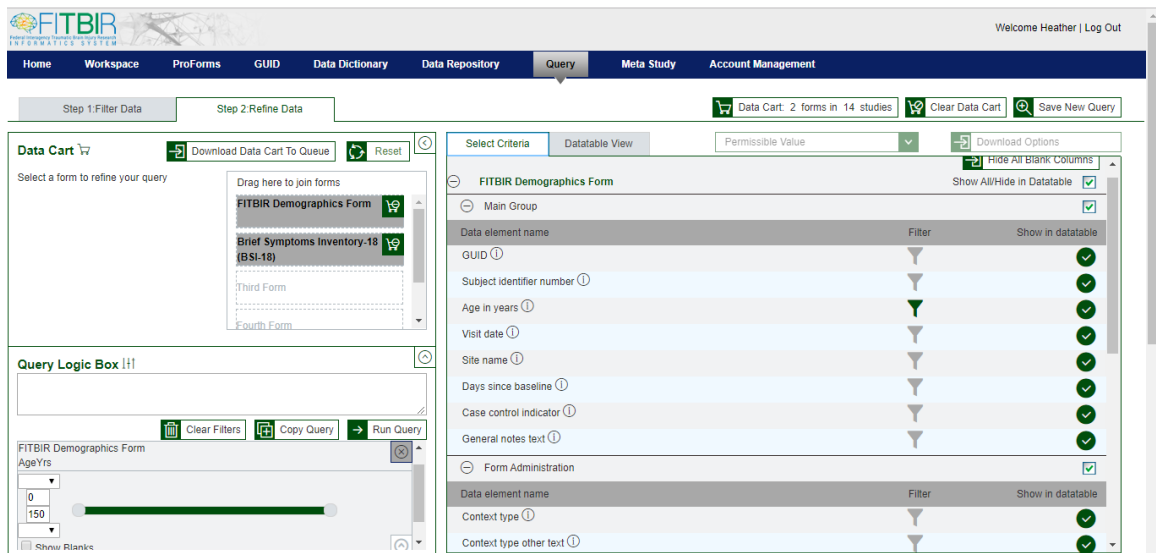 FITBIR
Federal Interagency Traumatic Brain Injury Research
INFORMATICS SYSTEM
Welcome Heather | Log Out
Home Workspace ProForms GUID Data Dictionary Data Repository Query Meta Study Account Management
Step 1:Filter Data Step 2:Refine Data
Data Cart: 2 forms in 14 studies Clear Data Cart Save New Query
Data Cart
Download Data Cart To Queue Reset
Select a form to refine your query
Drag here to join forms
FITBIR Demographics Form
Brief Symptoms Inventory-18
(BSI-18)
Third Form
Fourth Form
Query Logic Box
Clear Filters Copy Query Run Query
FITBIR Demographics Form
AgeYrs
0
150
Show Blanks
Select Criteria Datatable View Permissible Value Download Options
Hide All Blank Columns
FITBIR Demographics Form Show All/Hide in Datatable
Main Group
Data element name Filter Show in datatable
GUID
Subject identifier number
Age in years
Visit date
Site name
Days since baseline
Case control indicator
General notes text
Form Administration
Data element name Filter Show in datatable
Context type
Context type other text